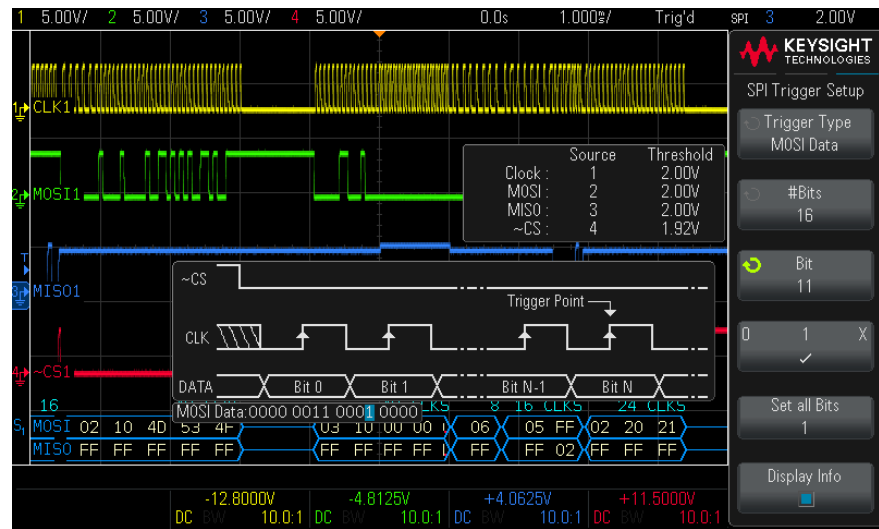 1 5.00V/ 2 5.00V/ 3 5.00V/ 4 5.00V/ 0.0s 1.000ms/ Trig'd SPI 3 2.00V
KEYSIGHT
TECHNOLOGIES
SPI Trigger Setup
Trigger Type
MOSI Data
#Bits
16
Bit
11
0 1 X
Set all Bits
1
Display Info
CLK1
MOSI1
MISO1
~CS1
Source Threshold
Clock : 1 2.00V
MOSI : 2 2.00V
MISO : 3 2.00V
~CS : 4 1.92V
~CS
Trigger Point
CLK
DATA Bit 0 Bit 1 Bit N-1 Bit N
MOSI Data:0000 0011 0001 0000
16 CLKS 8 16 CLKS 24 CLKS
S1 MOSI 02 10 4D 53 4F 03 10 00 00 06 05 FF 02 20 21
MISO FF FF FF FF FF FF FF FF FF FF FF 02 FF FF FF
-12.8000V -4.8125V +4.0625V +11.5000V
DC BW 10.0:1 DC BW 10.0:1 DC BW 10.0:1 DC BW 10.0:1